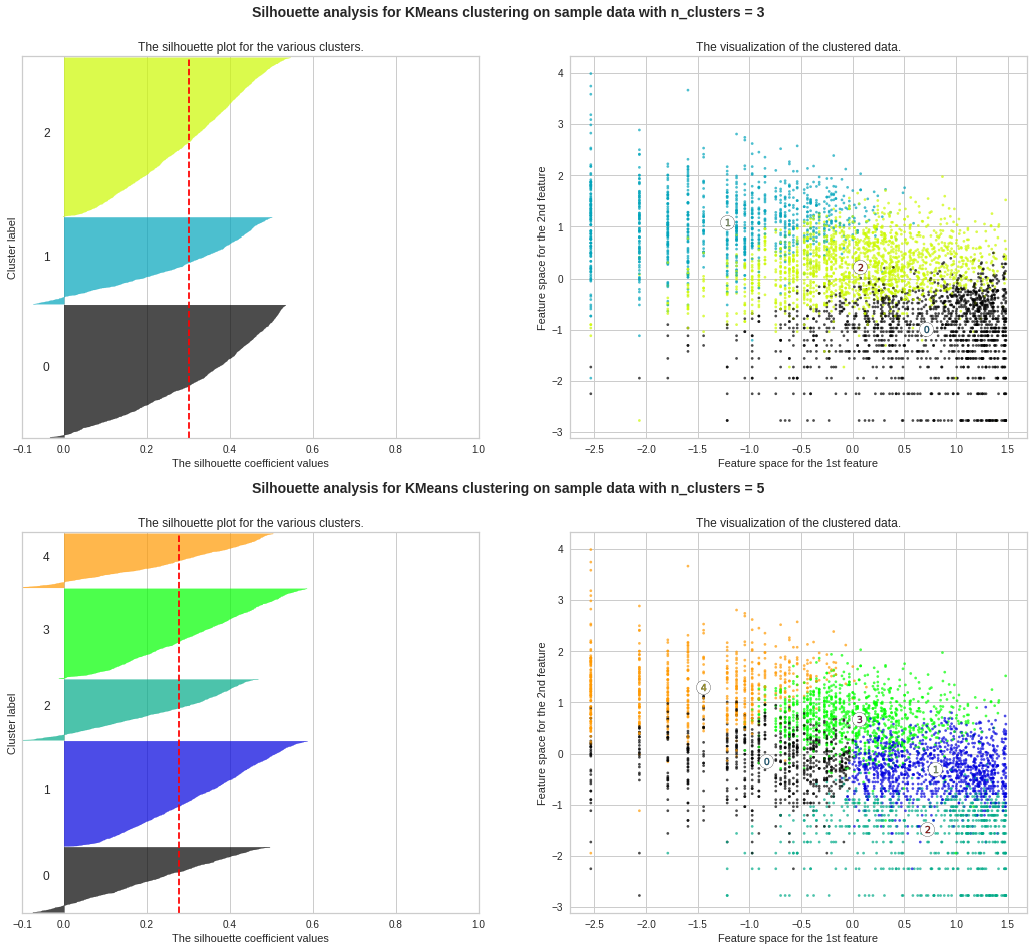 Silhouette analysis for KMeans clustering on sample data with n_clusters = 3
The silhouette plot for the various clusters.
2
1
0
Cluster label
−0.1 0.0 0.2 0.4 0.6 0.8 1.0
The silhouette coefficient values
The visualization of the clustered data.
4
3
2
1
0
−1
−2
−3
Feature space for the 2nd feature
1
2
0
−2.5 −2.0 −1.5 −1.0 −0.5 0.0 0.5 1.0 1.5
Feature space for the 1st feature
Silhouette analysis for KMeans clustering on sample data with n_clusters = 5
The silhouette plot for the various clusters.
4
3
2
1
0
Cluster label
−0.1 0.0 0.2 0.4 0.6 0.8 1.0
The silhouette coefficient values
The visualization of the clustered data.
4
3
2
1
0
−1
−2
−3
Feature space for the 2nd feature
4
3
0
1
2
−2.5 −2.0 −1.5 −1.0 −0.5 0.0 0.5 1.0 1.5
Feature space for the 1st feature